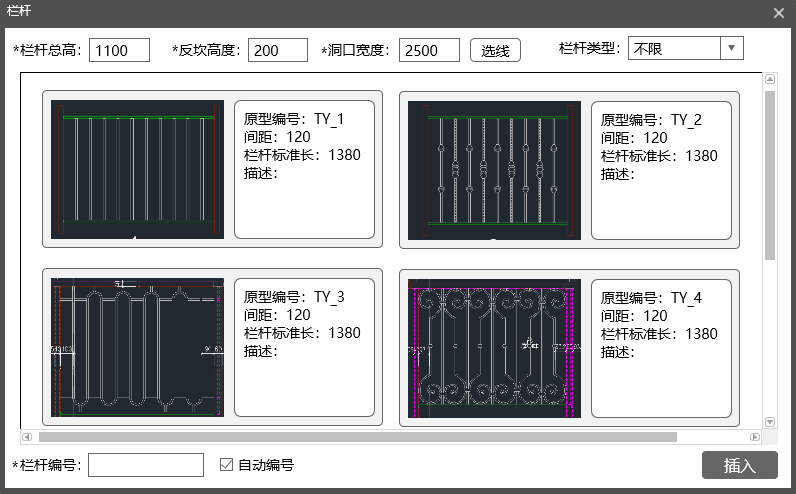 栏杆
*栏杆总高： 1100 *反坎高度： 200 *洞口宽度： 2500 选线 栏杆类型： 不限
原型编号：TY_1
间距：120
栏杆标准长：1380
描述：
原型编号：TY_2
间距：120
栏杆标准长：1380
描述：
原型编号：TY_3
间距：120
栏杆标准长：1380
描述：
原型编号：TY_4
间距：120
栏杆标准长：1380
描述：
*栏杆编号： 自动编号 插入